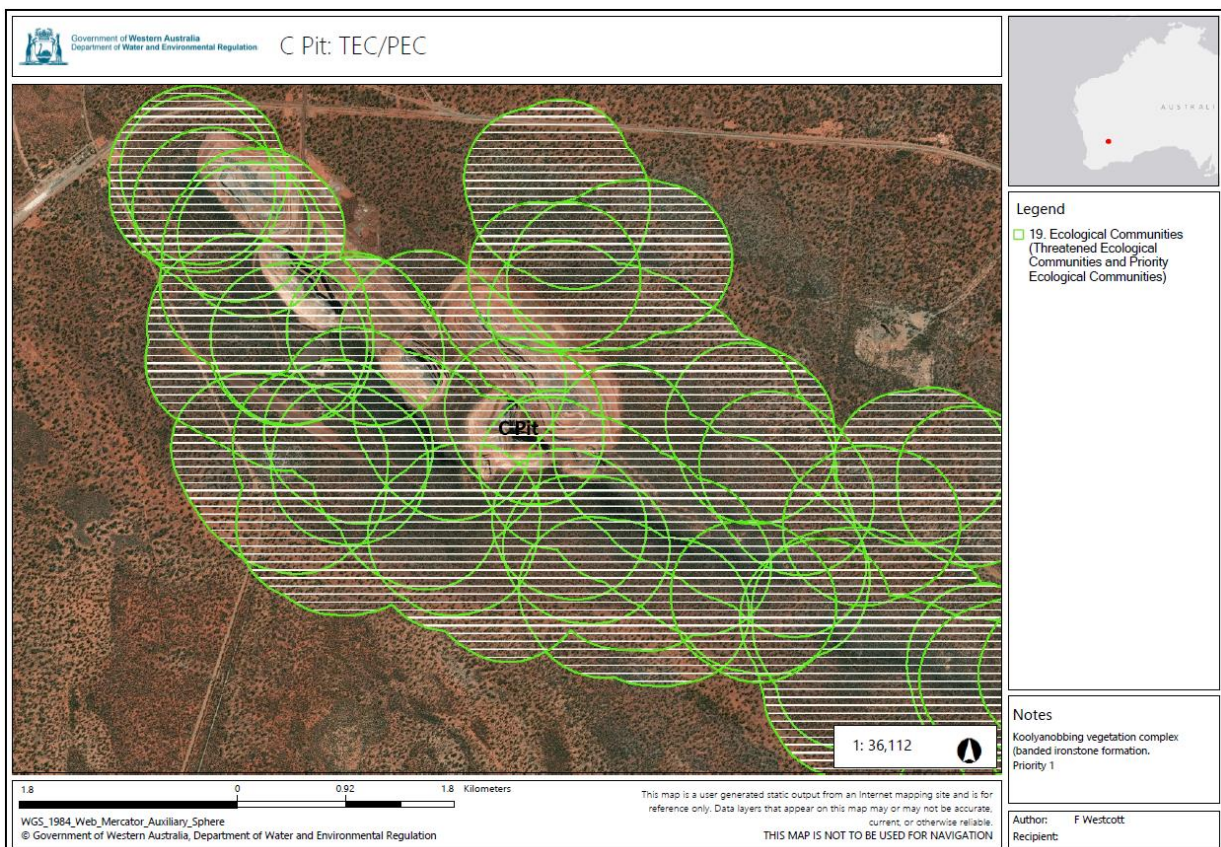 Government of Western Australia
Department of Water and Environmental Regulation
C Pit: TEC/PEC
AUSTRALI
Legend
19. Ecological Communities
(Threatened Ecological
Communities and Priority
Ecological Communities)
C Pit
1: 36,112
Notes
Koolyanobbing vegetation complex
(banded ironstone formation.
Priority 1
1.8 0 0.92 1.8 Kilometers
WGS_1984_Web_Mercator_Auxiliary_Sphere
© Government of Western Australia, Department of Water and Environmental Regulation
This map is a user generated static output from an Internet mapping site and is for
reference only. Data layers that appear on this map may or may not be accurate,
current, or otherwise reliable.
THIS MAP IS NOT TO BE USED FOR NAVIGATION
Author: F Westcott
Recipient: